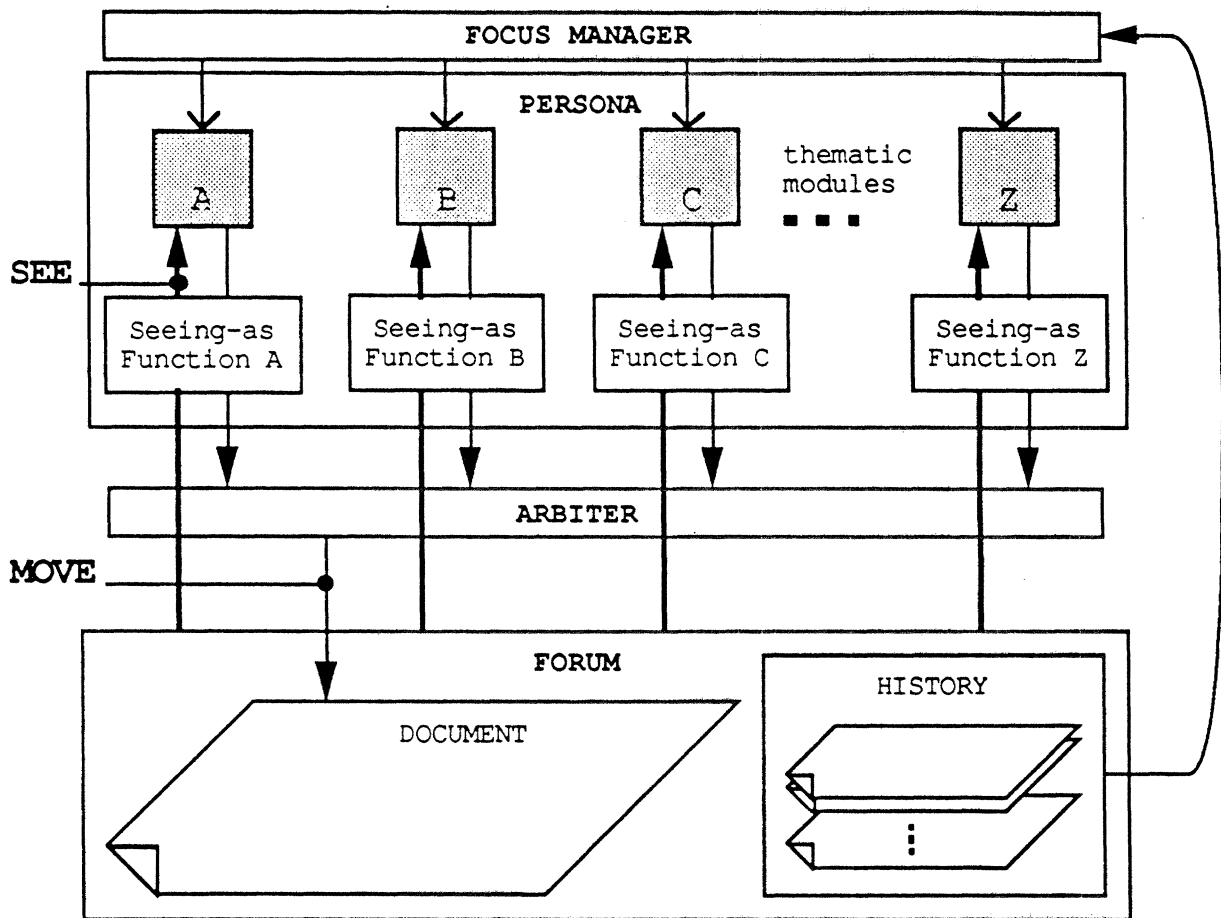 FOCUS MANAGER
PERSONA
A
B
C
thematic
modules
Z
SEE
Seeing-as
Function A
Seeing-as
Function B
Seeing-as
Function C
Seeing-as
Function Z
ARBITER
MOVE
FORUM
HISTORY
DOCUMENT